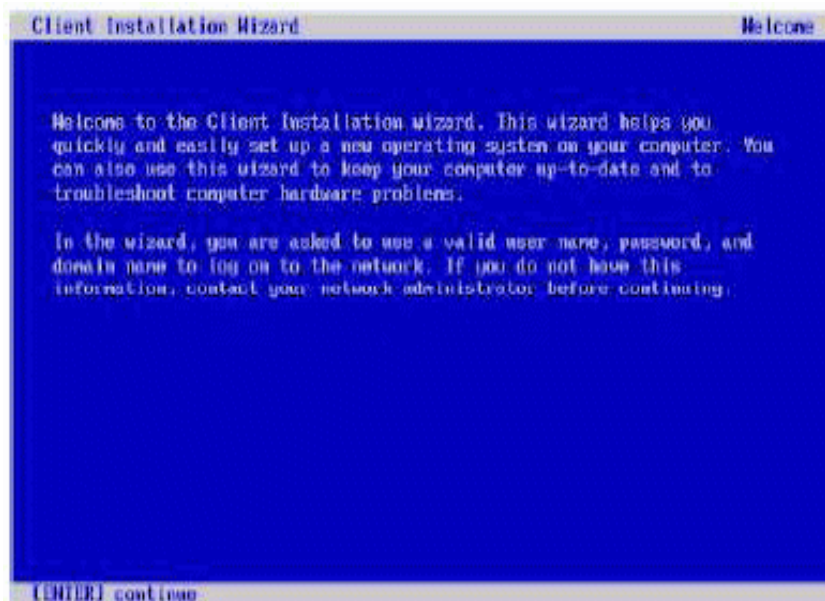 Client Installation Wizard Welcome
Welcome to the Client Installation wizard. This wizard helps you
quickly and easily set up a new operating system on your computer. You
can also use this wizard to keep your computer up-to-date and to
troubleshoot computer hardware problems.
In the wizard, you are asked to use a valid user name, password, and
domain name to log on to the network. If you do not have this
information, contact your network administrator before continuing.
[ENTER] continue